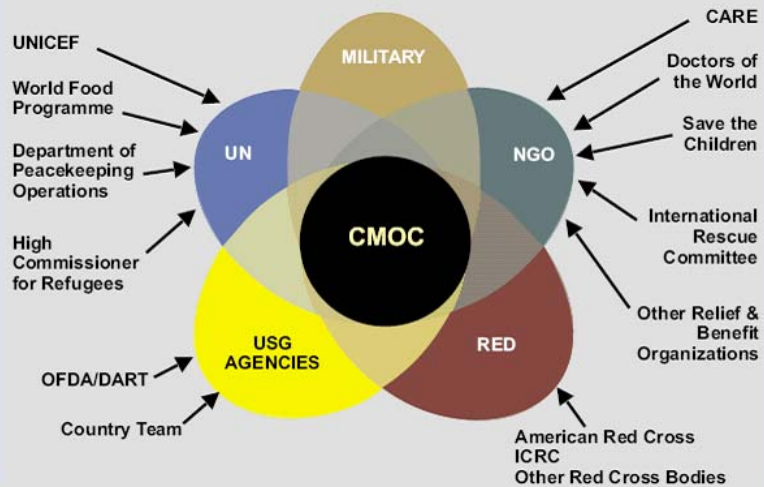 MILITARY
UNICEF
World Food
Programme
Department of
Peacekeeping
Operations
High
Commissioner
for Refugees
UN
CMOC
NGO
CARE
Doctors of
the World
Save the
Children
International
Rescue
Committee
Other Relief &
Benefit
Organizations
USG
AGENCIES
RED
OFDA/DART
Country Team
American Red Cross
ICRC
Other Red Cross Bodies